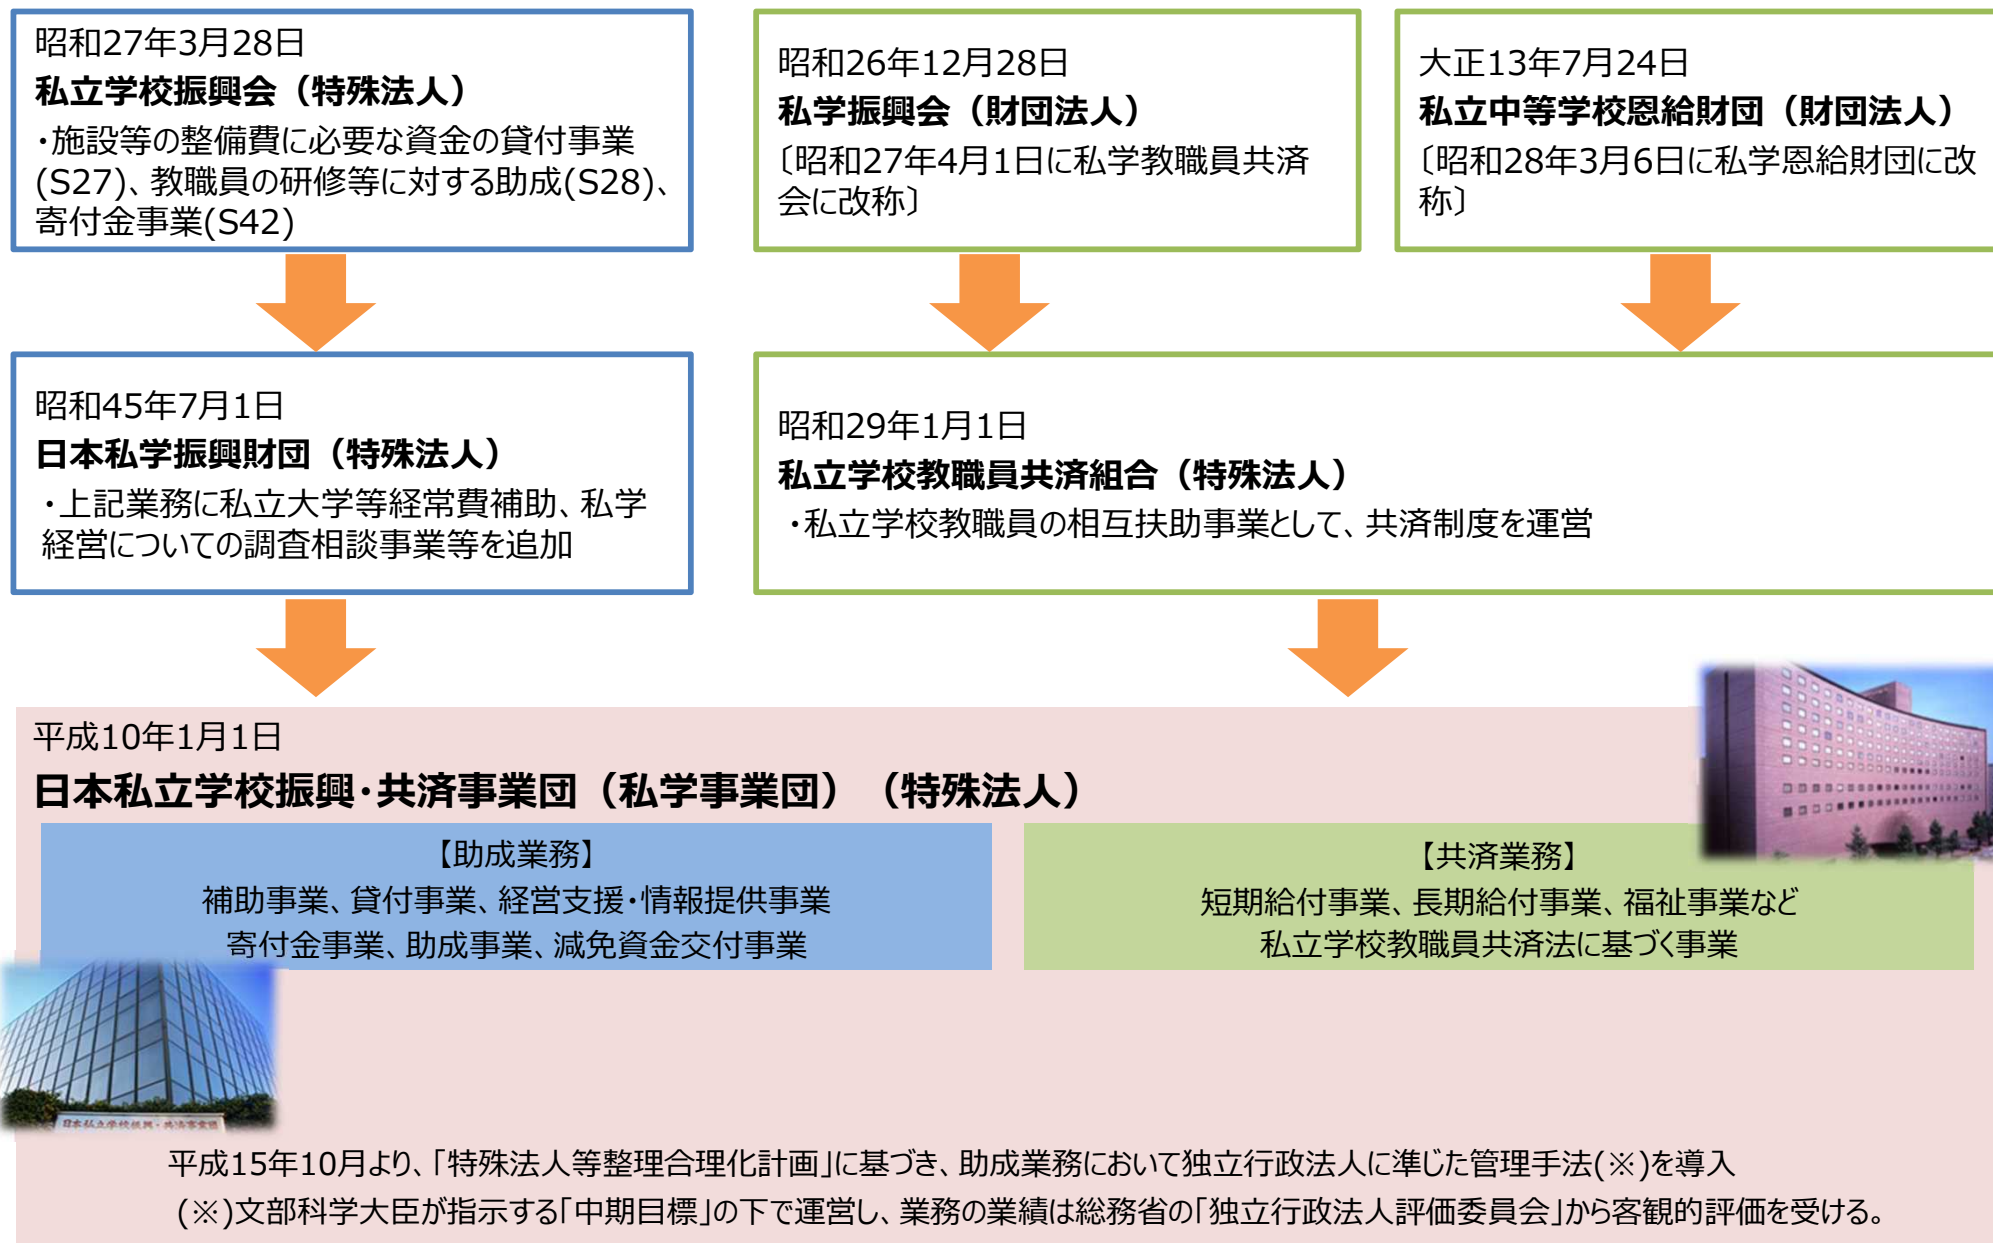 昭和27年3月28日
私立学校振興会（特殊法人）
・施設等の整備費に必要な資金の貸付事業
(S27)、教職員の研修等に対する助成(S28)、
寄付金事業(S42)
昭和26年12月28日
私学振興会（財団法人）
〔昭和27年4月1日に私学教職員共済
会に改称〕
大正13年7月24日
私立中等学校恩給財団（財団法人）
〔昭和28年3月6日に私学恩給財団に改
称〕
昭和45年7月1日
日本私学振興財団（特殊法人）
・上記業務に私立大学等経常費補助、私学
経営についての調査相談事業等を追加
昭和29年1月1日
私立学校教職員共済組合（特殊法人）
・私立学校教職員の相互扶助事業として、共済制度を運営
平成10年1月1日
日本私立学校振興・共済事業団（私学事業団）（特殊法人）
【助成業務】
補助事業、貸付事業、経営支援・情報提供事業
寄付金事業、助成事業、減免資金交付事業
【共済業務】
短期給付事業、長期給付事業、福祉事業など
私立学校教職員共済法に基づく事業
日本私立学校振興・共済事業団
平成15年10月より、「特殊法人等整理合理化計画」に基づき、助成業務において独立行政法人に準じた管理手法(※)を導入
(※)文部科学大臣が指示する「中期目標」の下で運営し、業務の業績は総務省の「独立行政法人評価委員会」から客観的評価を受ける。